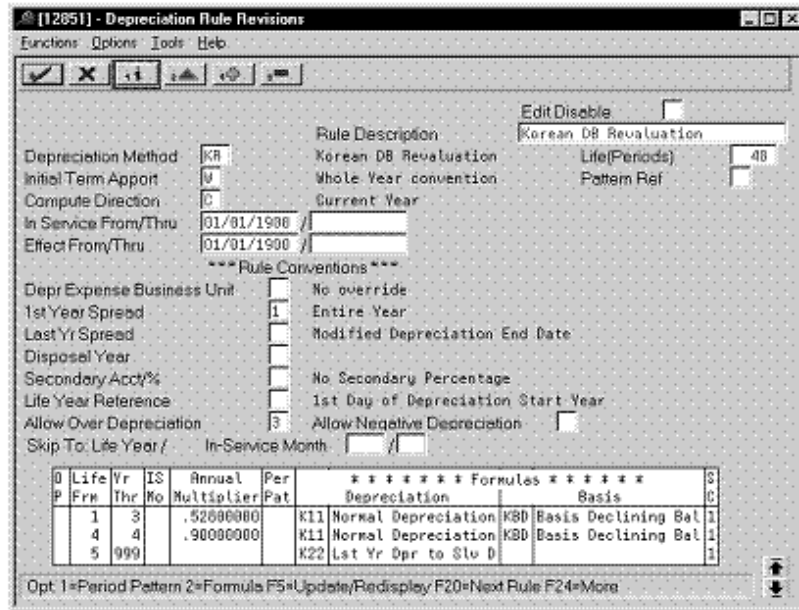 [12851] - Depreciation Rule Revisions
Functions Options Tools Help
Edit Disable
Rule Description Korean DB Revaluation
Depreciation Method KR Korean DB Revaluation Life(Periods) 48
Initial Term Apport W Whole Year convention Pattern Ref
Compute Direction C Current Year
In Service From/Thru 01/01/1900 /
Effect From/Thru 01/01/1900 /
***Rule Conventions***
Depr Expense Business Unit No override
1st Year Spread 1 Entire Year
Last Yr Spread Modified Depreciation End Date
Disposal Year
Secondary Acct/% No Secondary Percentage
Life Year Reference 1st Day of Depreciation Start Year
Allow Over Depreciation 3 Allow Negative Depreciation
Skip To: Life Year / In-Service Month /
O Life Yr IS Annual Per * * * * * * * Formulas * * * * * * S
P Frm Thr Mo Multiplier Pat Depreciation Basis C
1 3 .52800000 K11 Normal Depreciation KBD Basis Declining Bal 1
4 4 .90000000 K11 Normal Depreciation KBD Basis Declining Bal 1
5 999 K22 Lst Yr Dpr to Slv D 1
Opt: 1=Period Pattern 2=Formula F5=Update/Redisplay F20=Next Rule F24=More